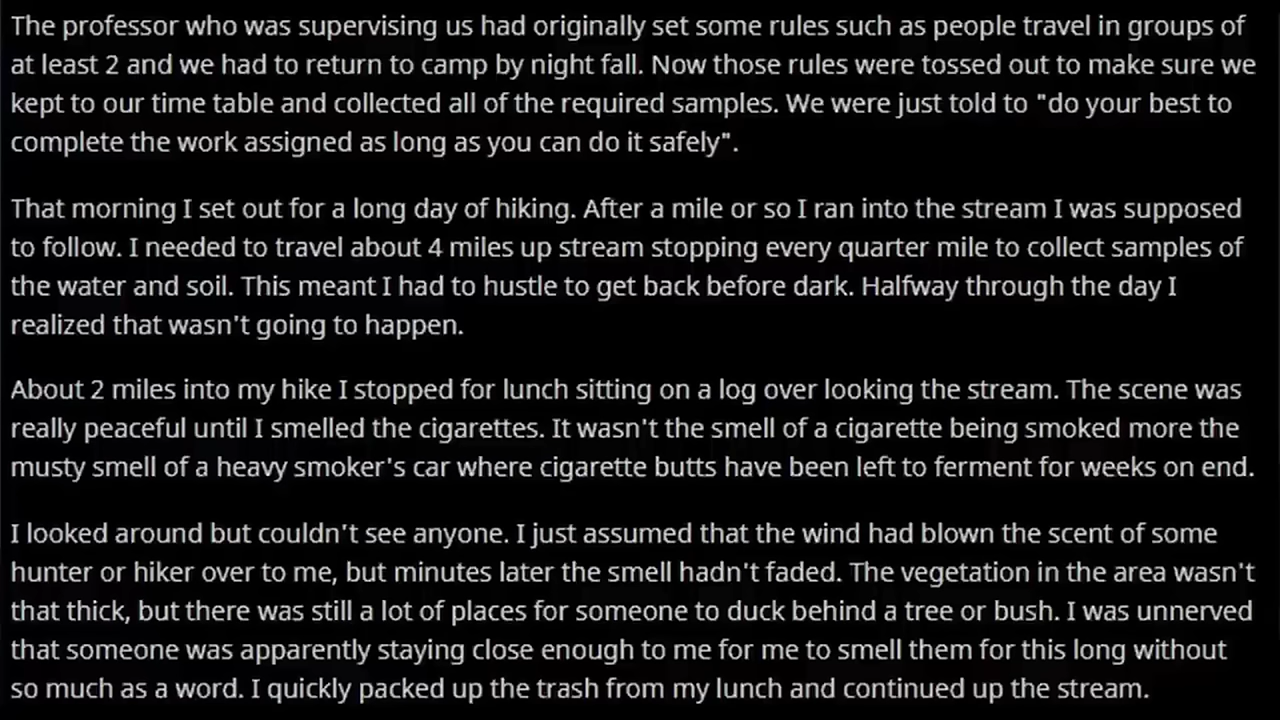 The professor who was supervising us had originally set some rules such as people travel in groups of
at least 2 and we had to return to camp by night fall. Now those rules were tossed out to make sure we
kept to our time table and collected all of the required samples. We were just told to "do your best to
complete the work assigned as long as you can do it safely".
That morning I set out for a long day of hiking. After a mile or so I ran into the stream I was supposed
to follow. I needed to travel about 4 miles up stream stopping every quarter mile to collect samples of
the water and soil. This meant I had to hustle to get back before dark. Halfway through the day I
realized that wasn't going to happen.
About 2 miles into my hike I stopped for lunch sitting on a log over looking the stream. The scene was
really peaceful until I smelled the cigarettes. It wasn't the smell of a cigarette being smoked more the
musty smell of a heavy smoker's car where cigarette butts have been left to ferment for weeks on end.
I looked around but couldn't see anyone. I just assumed that the wind had blown the scent of some
hunter or hiker over to me, but minutes later the smell hadn't faded. The vegetation in the area wasn't
that thick, but there was still a lot of places for someone to duck behind a tree or bush. I was unnerved
that someone was apparently staying close enough to me for me to smell them for this long without
so much as a word. I quickly packed up the trash from my lunch and continued up the stream.